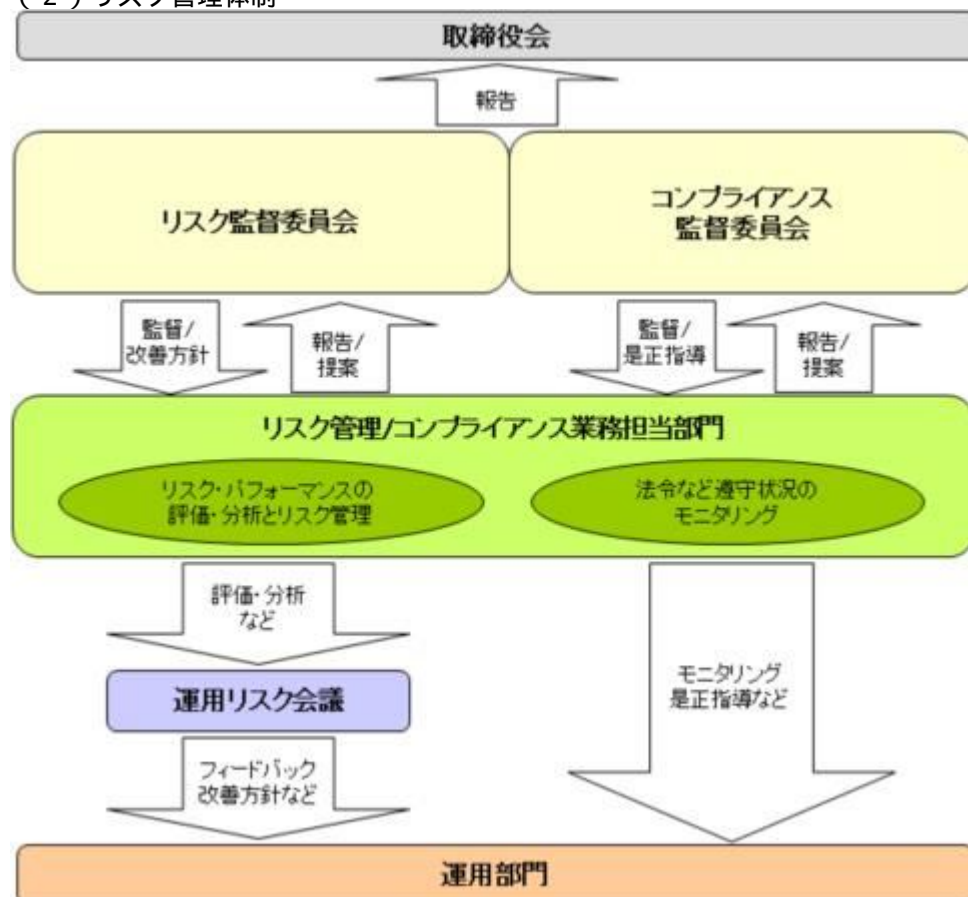 (2)リスク管理体制
取締役会
報告
リスク監督委員会
コンプライアンス
監督委員会
監督/
改善方針
報告/
提案
監督/
是正指導
報告/
提案
リスク管理/コンプライアンス業務担当部門
リスク・パフォーマンスの
評価・分析とリスク管理
法令など遵守状況の
モニタリング
評価・分析
など
運用リスク会議
モニタリング
是正指導など
フィードバック
改善方針など
運用部門